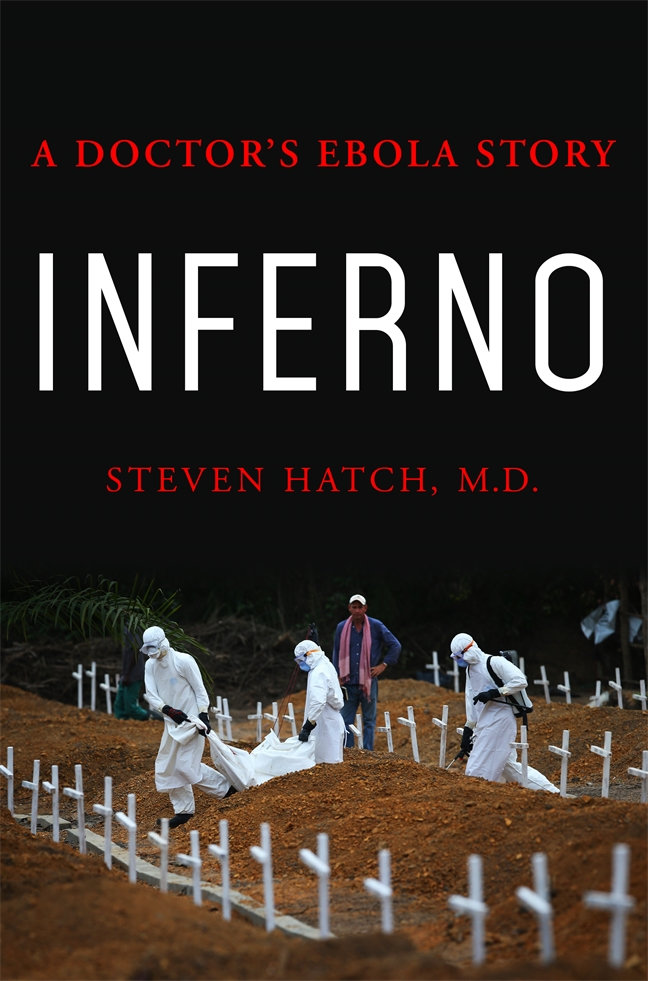 A DOCTOR’S EBOLA STORY
INFERNO
STEVEN HATCH, M.D.